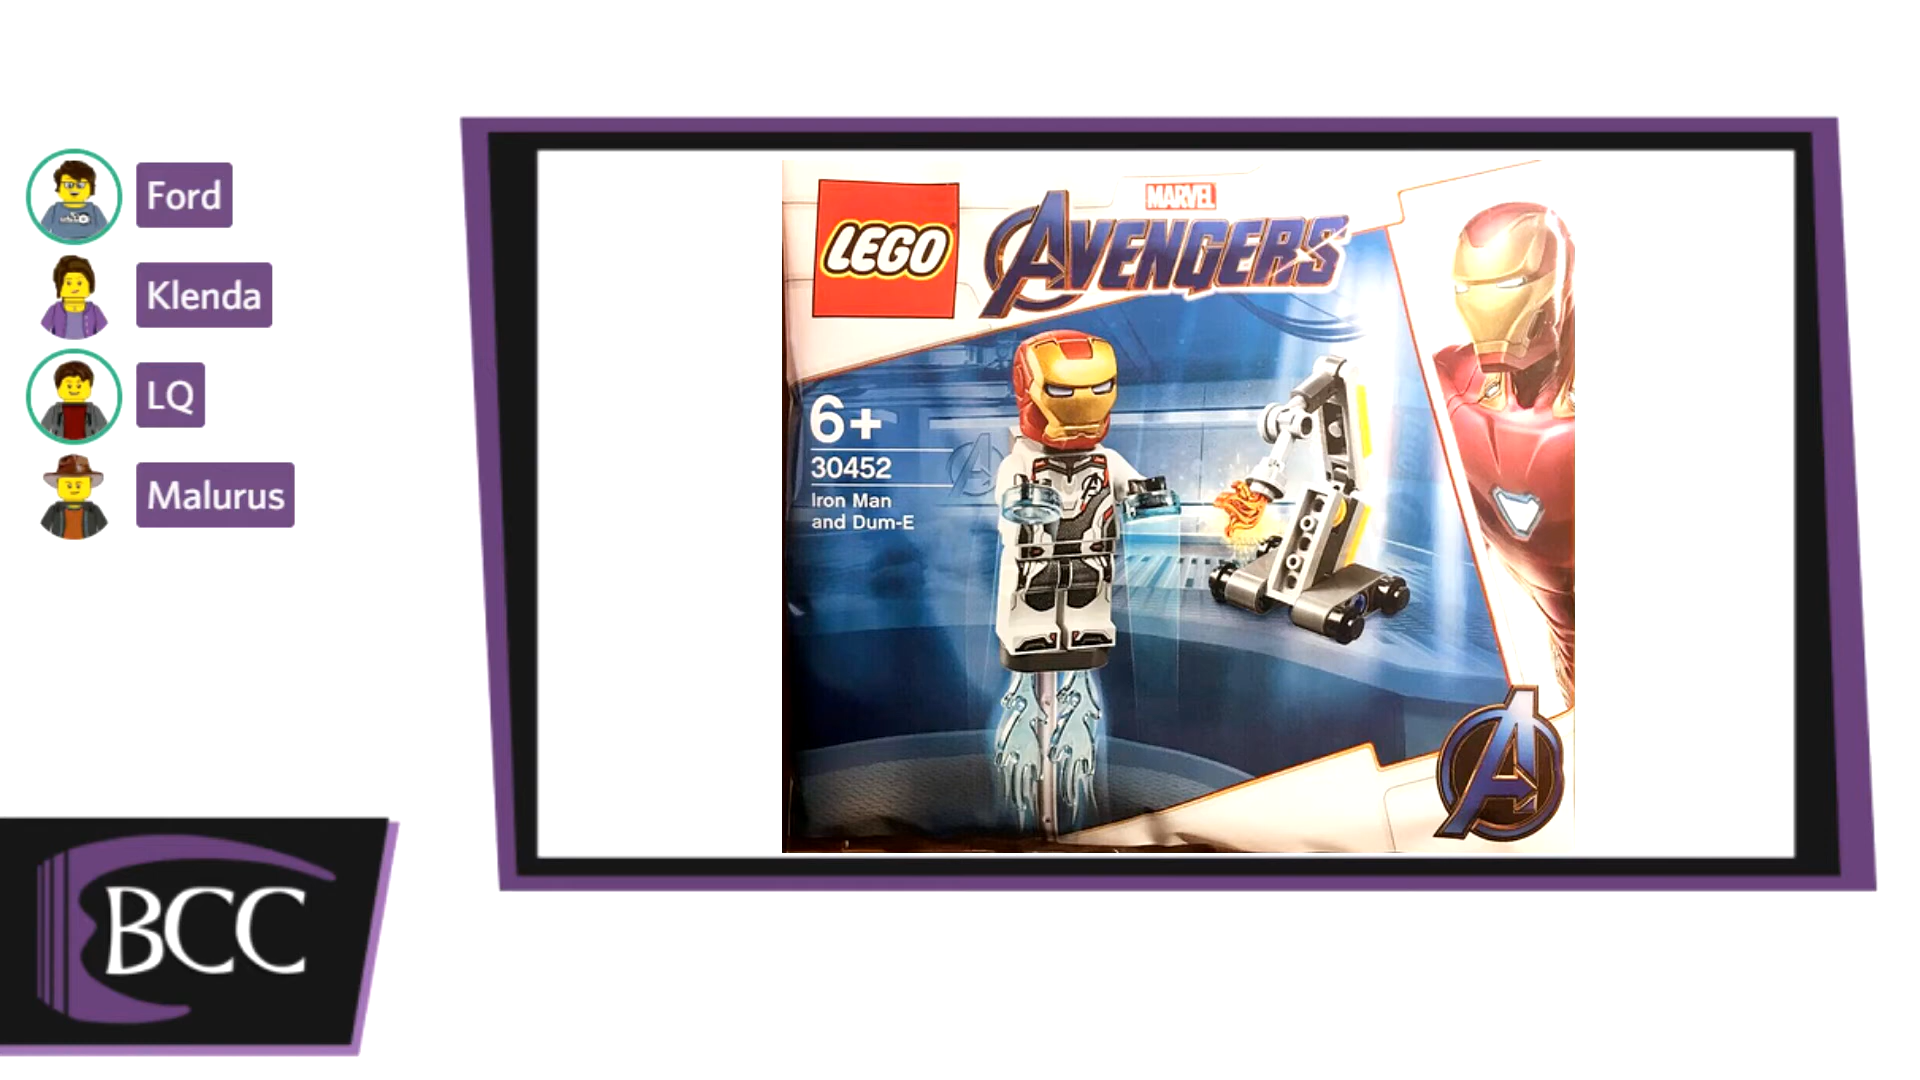 Ford
Klenda
LQ
Malurus
BCC
LEGO
MARVEL
AVENGERS
6+
30452
Iron Man
and Dum-E